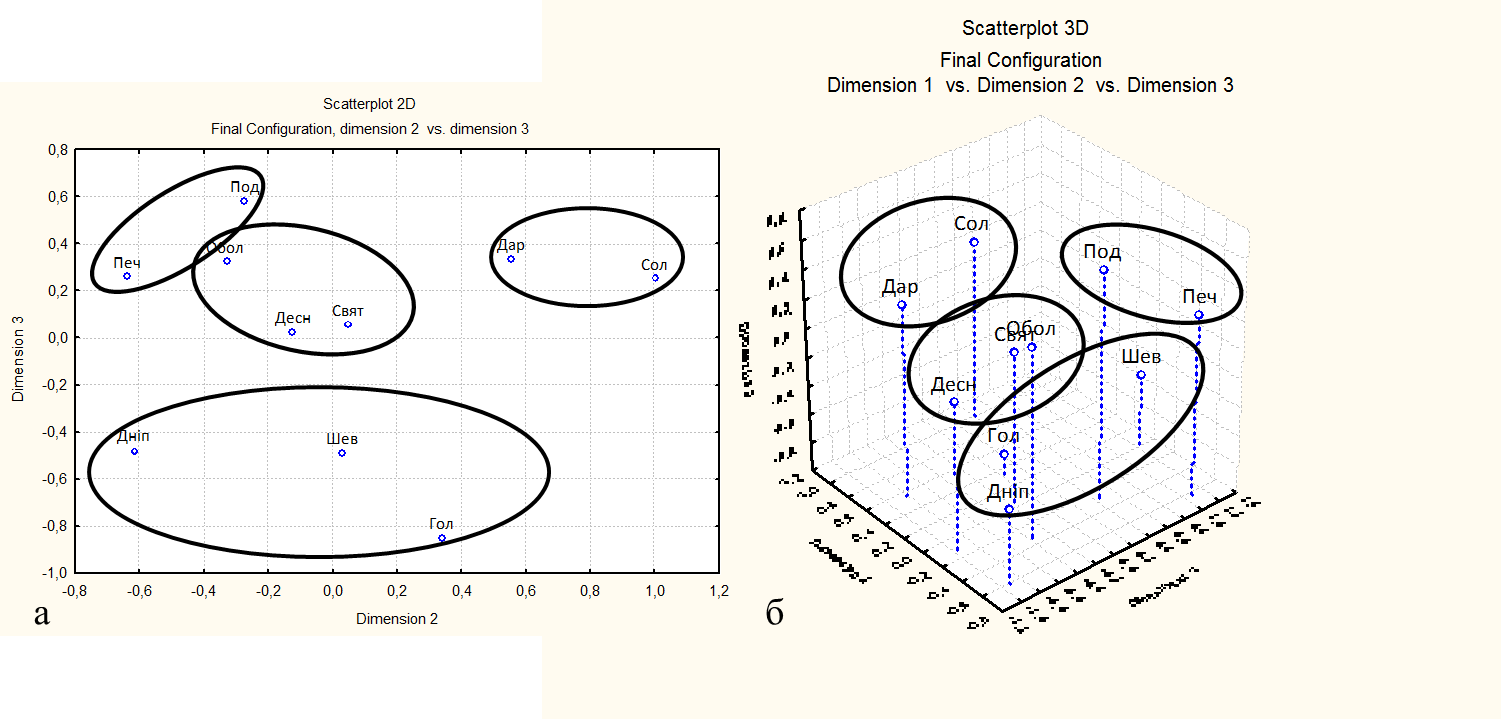 Scatterplot 2D
Final Configuration, dimension 2 vs. dimension 3
0,8
0,6
0,4
0,2
0,0
-0,2
-0,4
-0,6
-0,8
-1,0
Dimension 3
Под
Обол
Печ
Дар
Сол
Десн
Свят
Дніп
Шев
Гол
-0,8 -0,6 -0,4 -0,2 0,0 0,2 0,4 0,6 0,8 1,0 1,2
Dimension 2
а
Scatterplot 3D
Final Configuration
Dimension 1 vs. Dimension 2 vs. Dimension 3
Сол
Под
Дар
Печ
Обол
Свят
Шев
Десн
Гол
Дніп
б